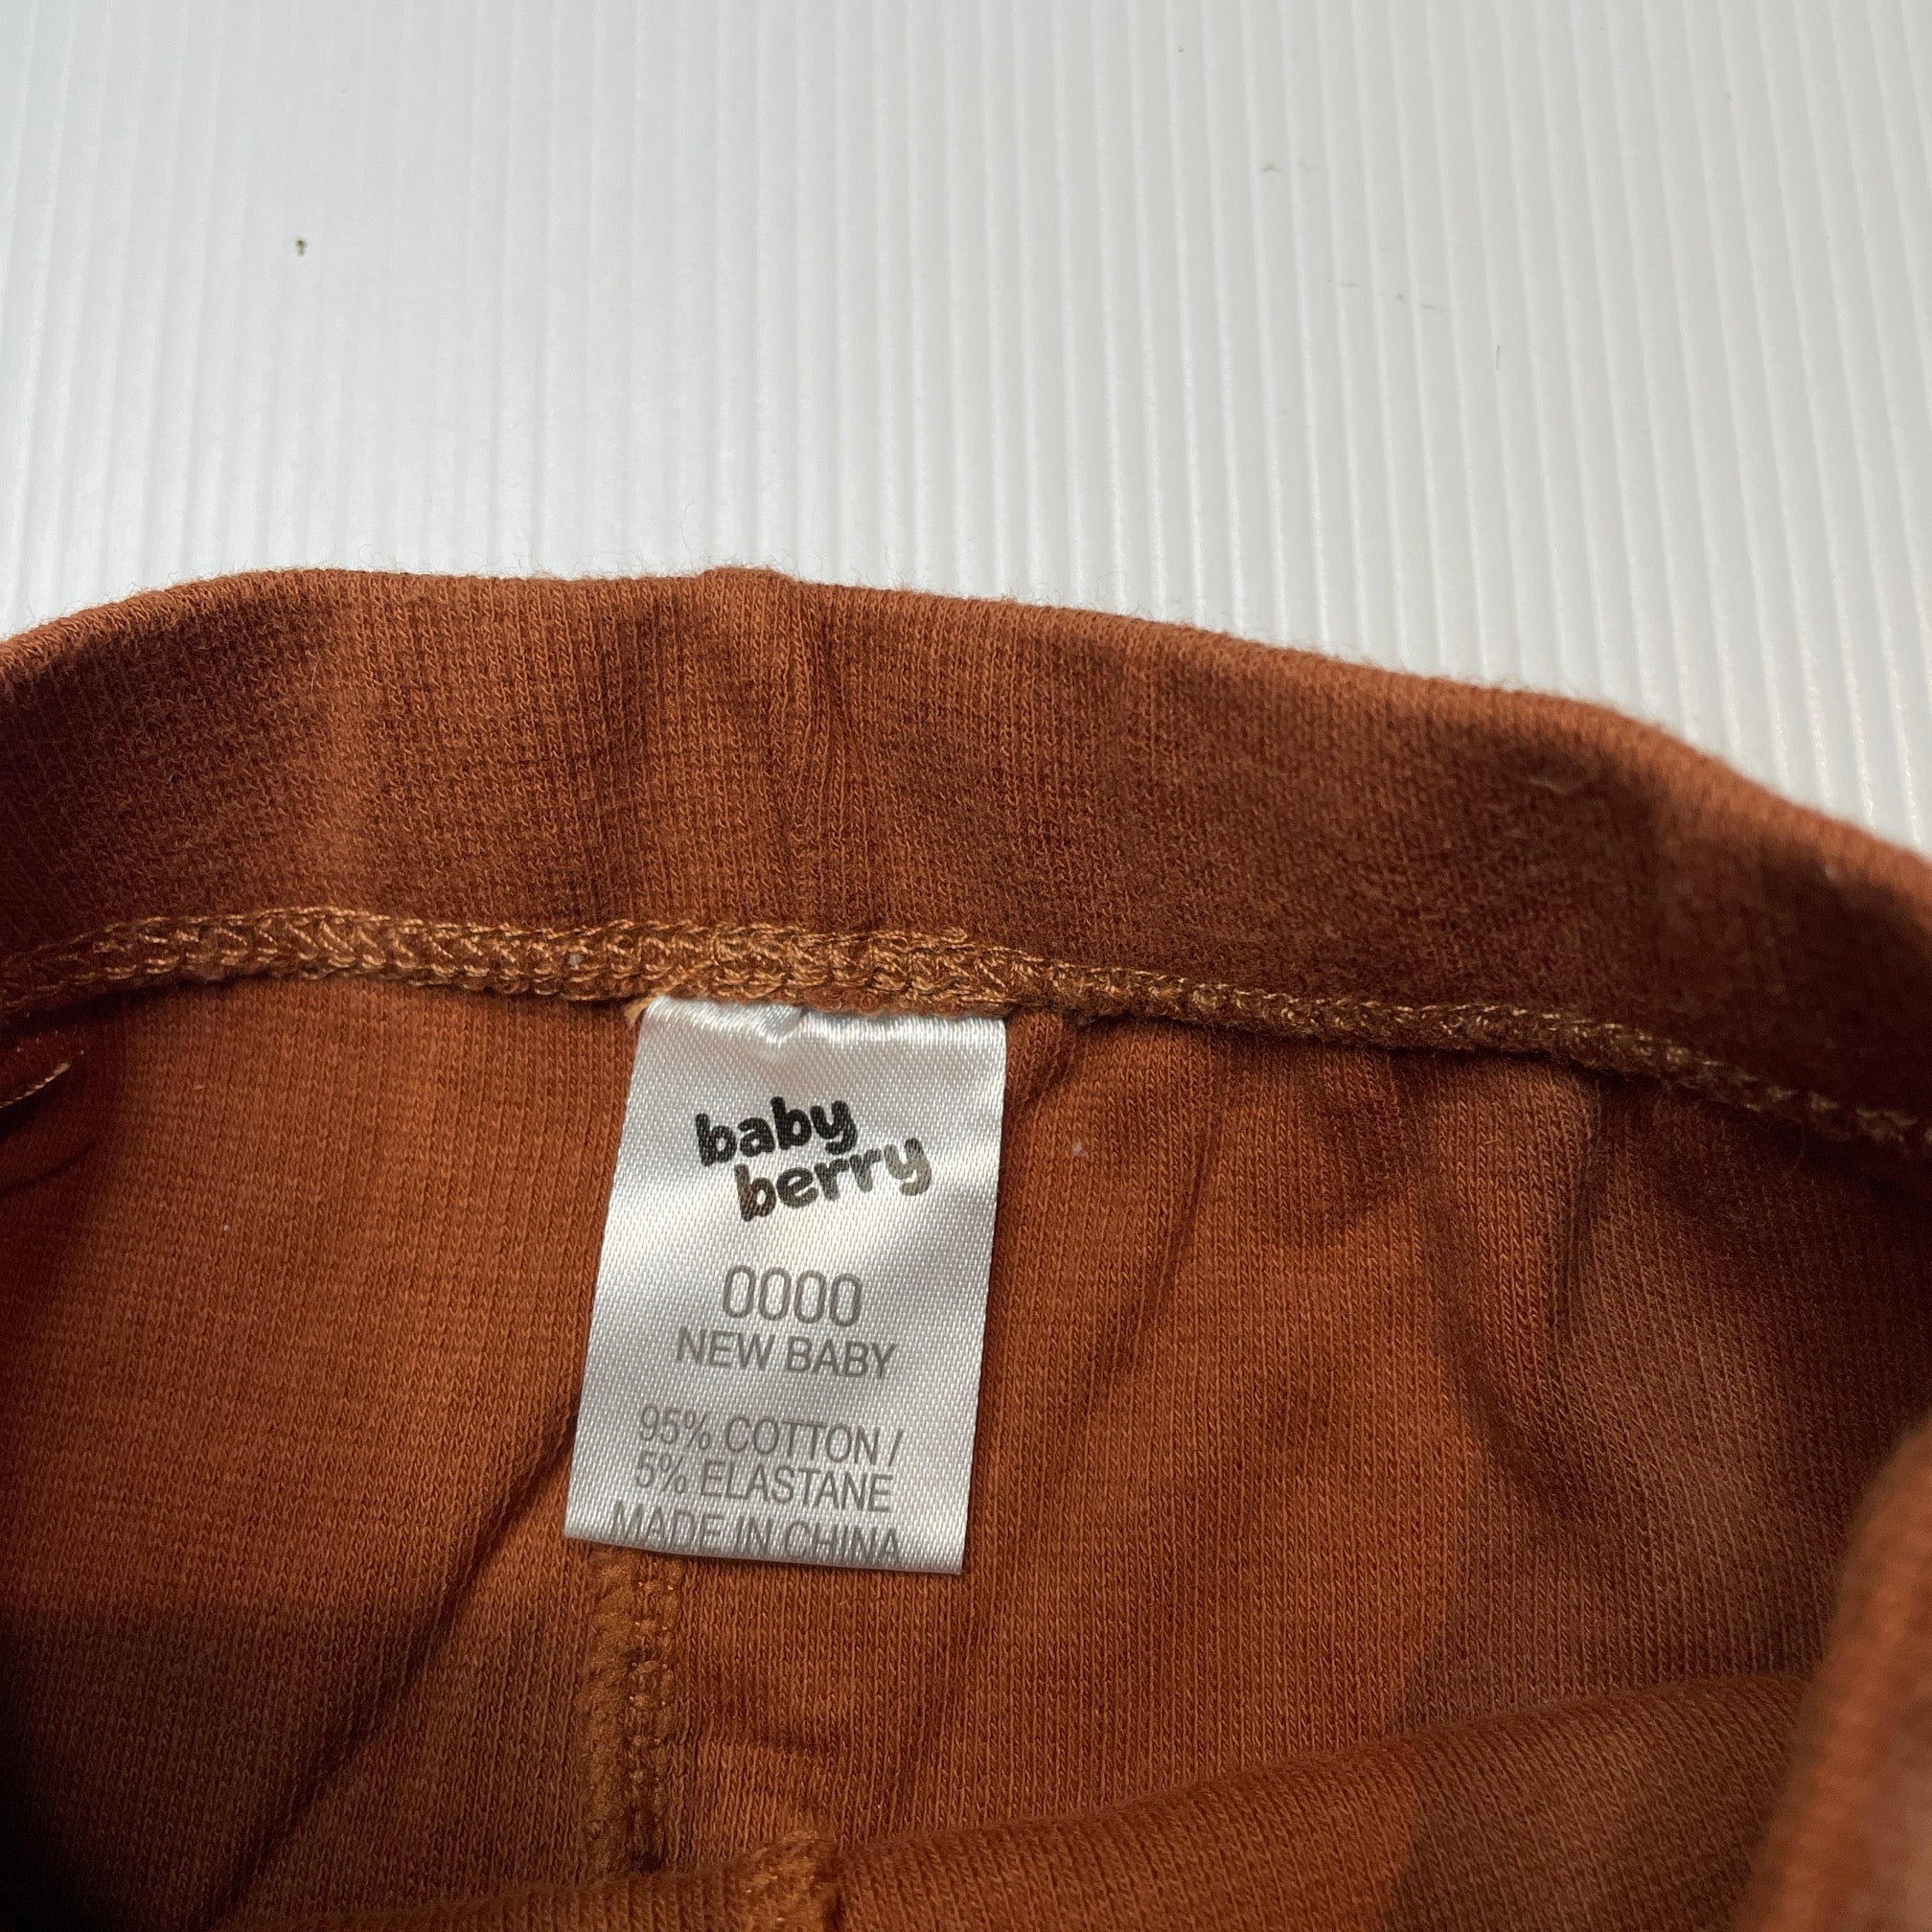 baby
berry
0000
NEW BABY
95% COTTON /
5% ELASTANE
MADE IN CHINA